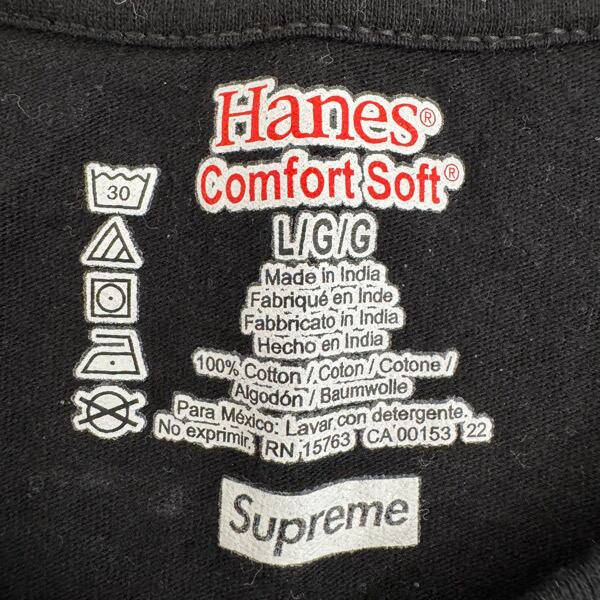 Hanes®
Comfort Soft®
30
L/G/G
Made in India
Fabriqué en Inde
Fabbricato in India
Hecho en India
100% Cotton / Coton / Cotone /
Algodón / Baumwolle
Para México: Lavar con detergente.
No exprimir. RN 15763 CA 00153 22
Supreme